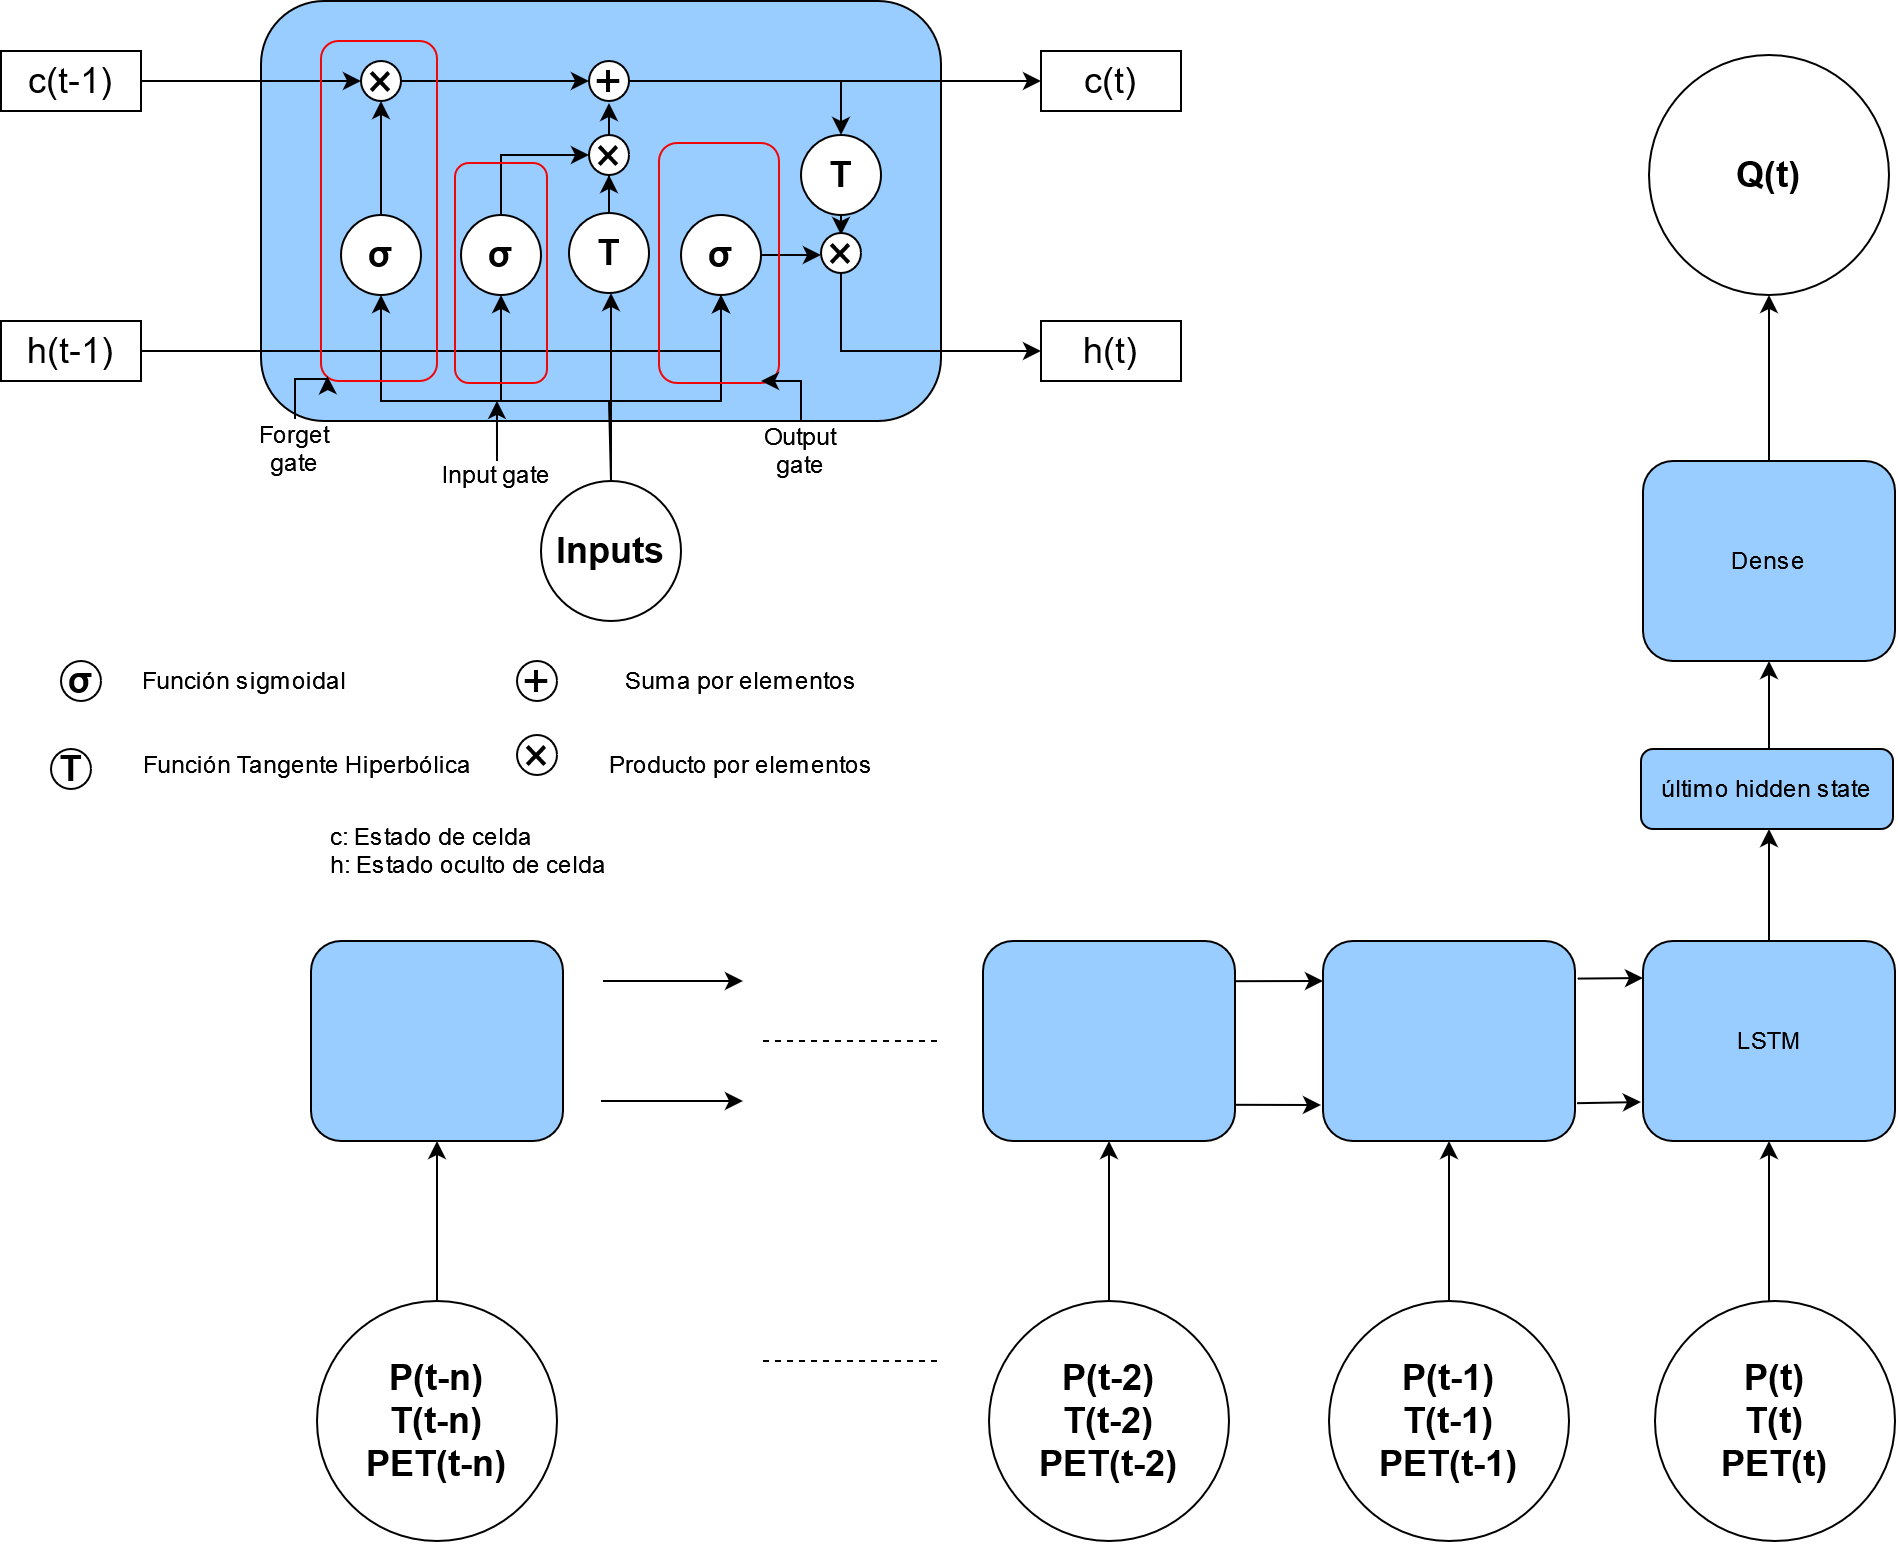 c(t-1)
×
+
c(t)
×
T
Q(t)
σ
σ
T
σ
×
h(t-1)
h(t)
Forget
gate
Input gate
Output
gate
Inputs
Dense
σ
Función sigmoidal
+
Suma por elementos
T
Función Tangente Hiperbólica
×
Producto por elementos
último hidden state
c: Estado de celda
h: Estado oculto de celda
LSTM
P(t-n)
T(t-n)
PET(t-n)
P(t-2)
T(t-2)
PET(t-2)
P(t-1)
T(t-1)
PET(t-1)
P(t)
T(t)
PET(t)